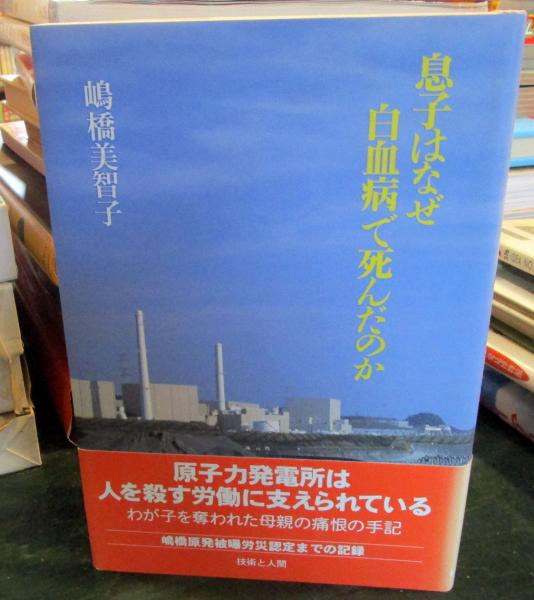 息子はなぜ
白血病で死んだのか
嶋橋美智子
原子力発電所は
人を殺す労働に支えられている
わが子を奪われた母親の痛恨の手記
嶋橋原発被曝労災認定までの記録
技術と人間